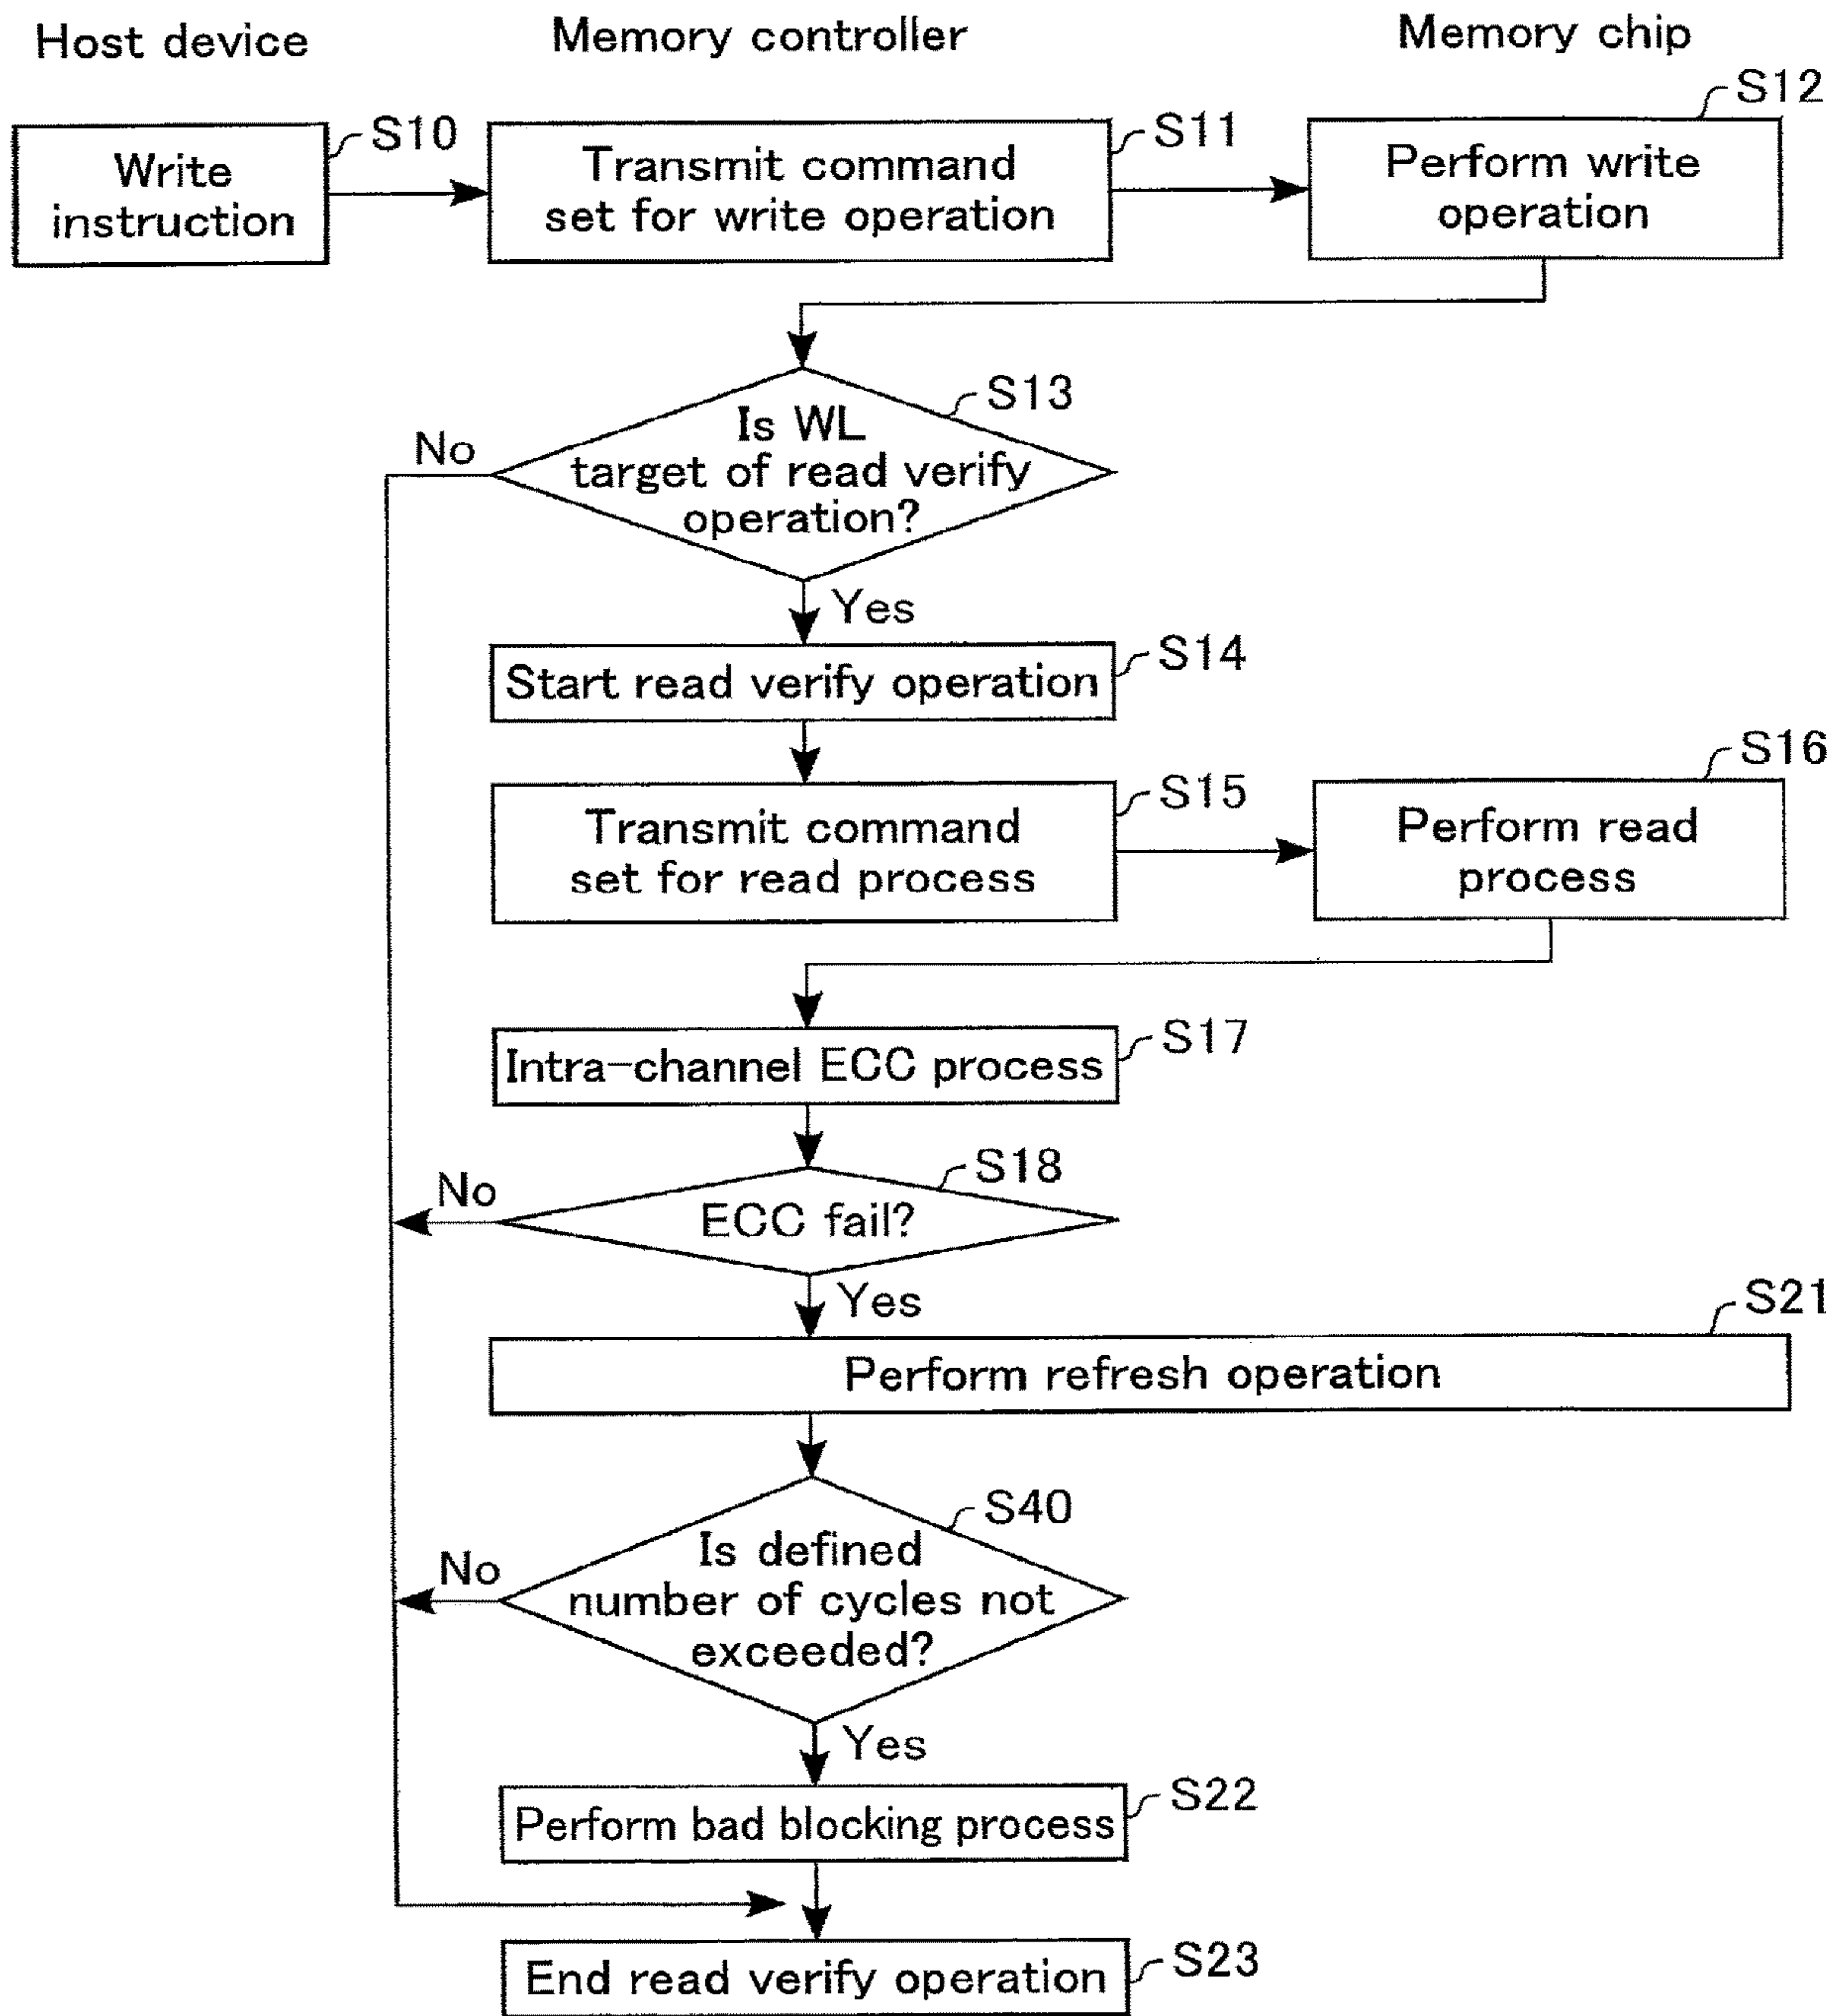 Host device
Memory controller
Memory chip
S10
S11
S12
Write
instruction
Transmit command
set for write operation
Perform write
operation
S13
Is WL
target of read verify
operation?
No
Yes
S14
Start read verify operation
S15
Transmit command
set for read process
S16
Perform read
process
S17
Intra-channel ECC process
S18
ECC fail?
No
Yes
S21
Perform refresh operation
S40
Is defined
number of cycles not
exceeded?
No
Yes
S22
Perform bad blocking process
S23
End read verify operation